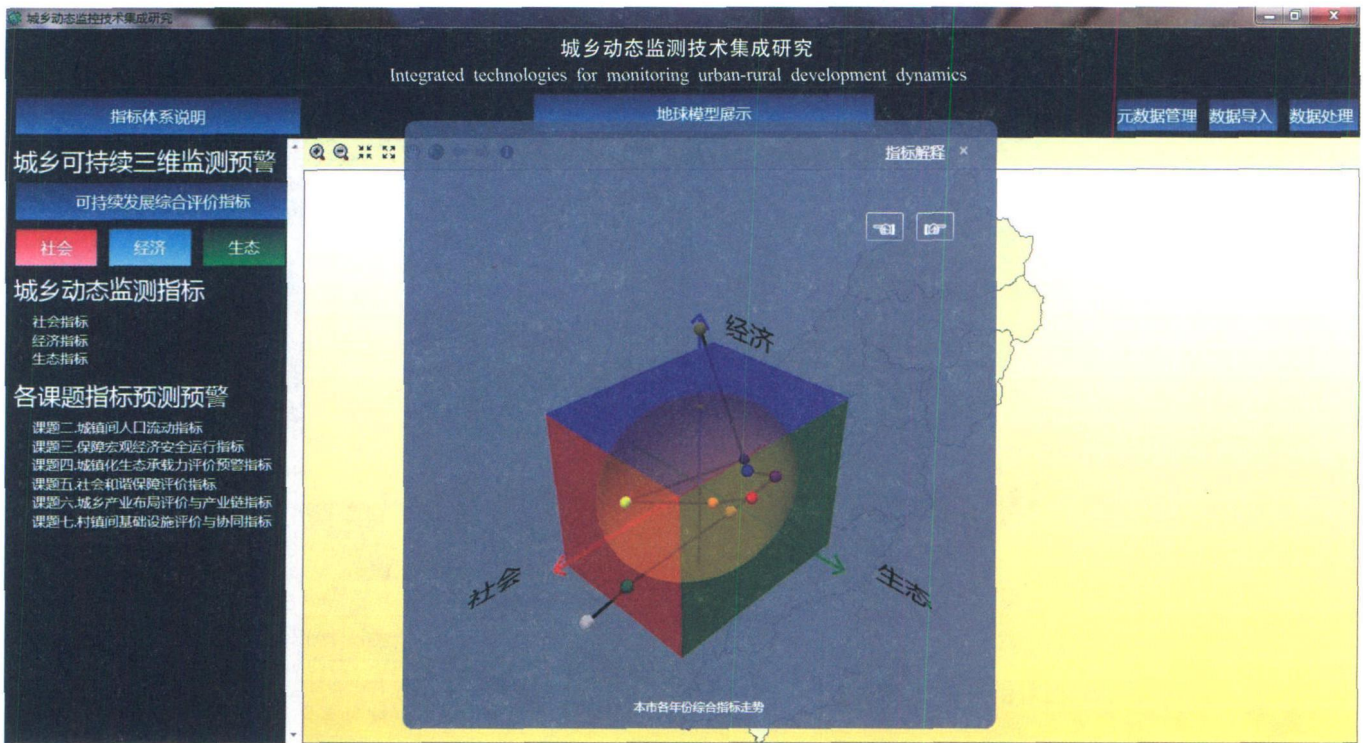 城乡动态监控技术集成研究
城乡动态监测技术集成研究
Integrated technologies for monitoring urban-rural development dynamics
指标体系说明
地球模型展示
元数据管理
数据导入
数据处理
城乡可持续三维监测预警
可持续发展综合评价指标
社会
经济
生态
城乡动态监测指标
社会指标
经济指标
生态指标
各课题指标预测预警
课题二.城镇间人口流动指标
课题三.保障宏观经济安全运行指标
课题四.城镇化生态承载力评价预警指标
课题五.社会和谐保障评价指标
课题六.城乡产业布局评价与产业链指标
课题七.村镇间基础设施评价与协同指标
指标解释
经济
社会
生态
本市各年份综合指标走势